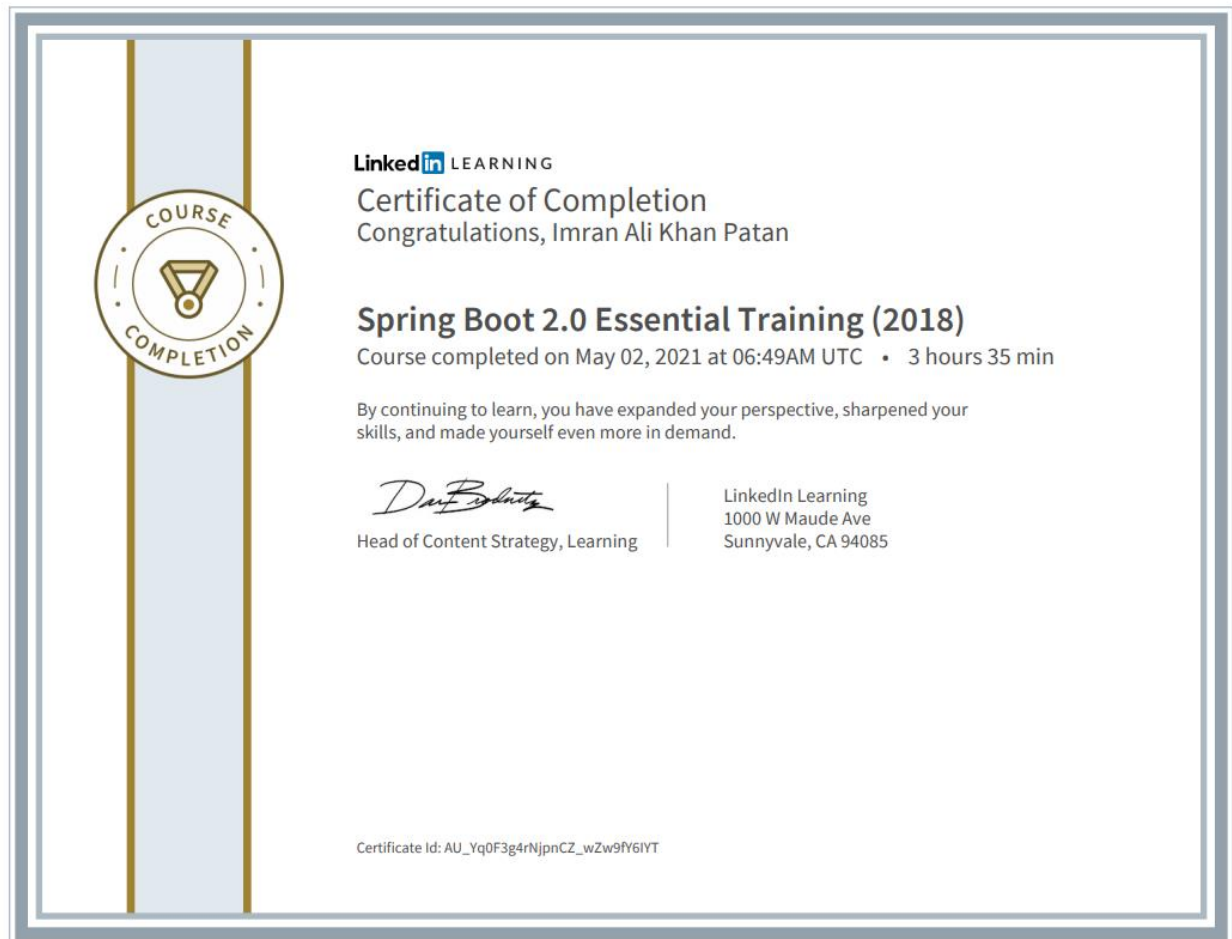 COURSE
COMPLETION
Linked in LEARNING
Certificate of Completion
Congratulations, Imran Ali Khan Patan
Spring Boot 2.0 Essential Training (2018)
Course completed on May 02, 2021 at 06:49AM UTC • 3 hours 35 min
By continuing to learn, you have expanded your perspective, sharpened your
skills, and made yourself even more in demand.
Head of Content Strategy, Learning
LinkedIn Learning
1000 W Maude Ave
Sunnyvale, CA 94085
Certificate Id: AU_Yq0F3g4rNjpnCZ_wZw9fY6IYT